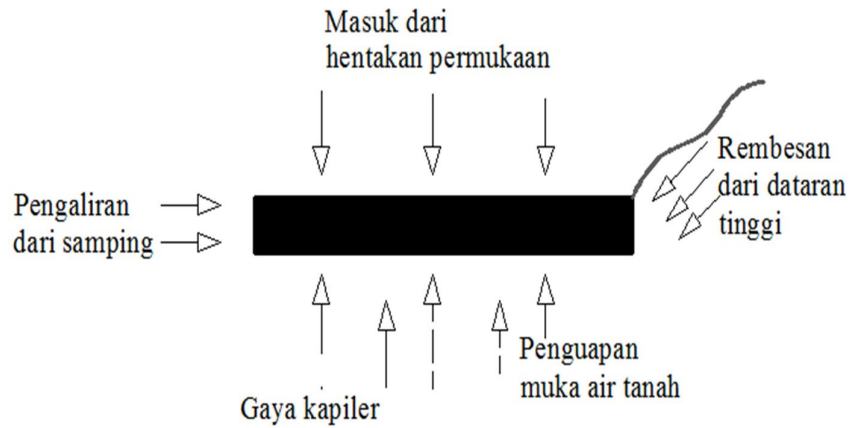 Masuk dari
hentakan permukaan
Rembesan
dari dataran
tinggi
Pengaliran
dari samping
Penguapan
muka air tanah
Gaya kapiler